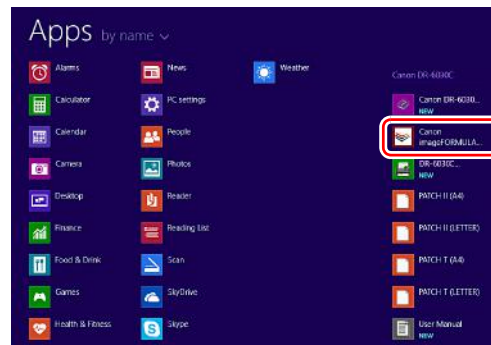 Apps by name
Alarms
Calculator
Calendar
Camera
Desktop
Finance
Food & Drink
Games
Health & Fitness
News
PC settings
People
Photos
Reader
Reading List
Scan
SkyDrive
Skype
Weather
Canon DR-6030C
Canon DR-6030...
NEW
Canon
imageFORMULA...
DR-6030C...
NEW
PATCH II (A4)
PATCH II (LETTER)
PATCH T (A4)
PATCH T (LETTER)
User Manual
NEW